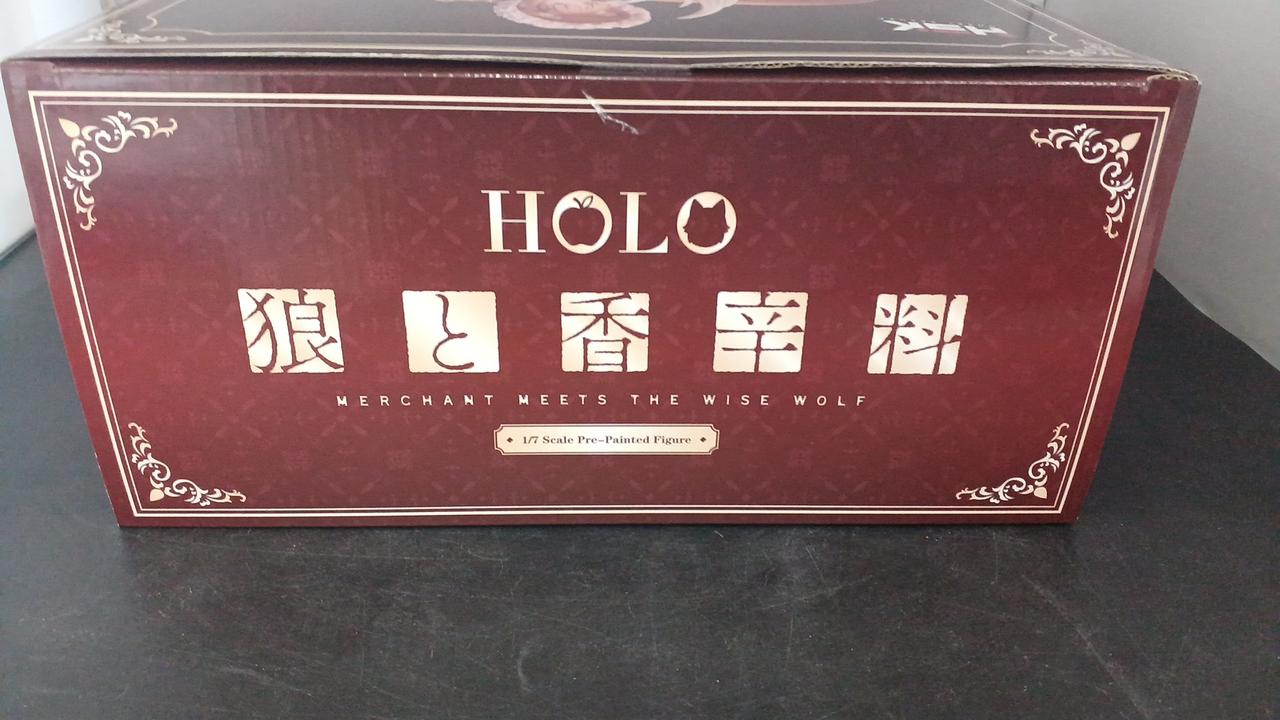 HOLO
狼と香辛料
MERCHANT MEETS THE WISE WOLF
1/7 Scale Pre-Painted Figure